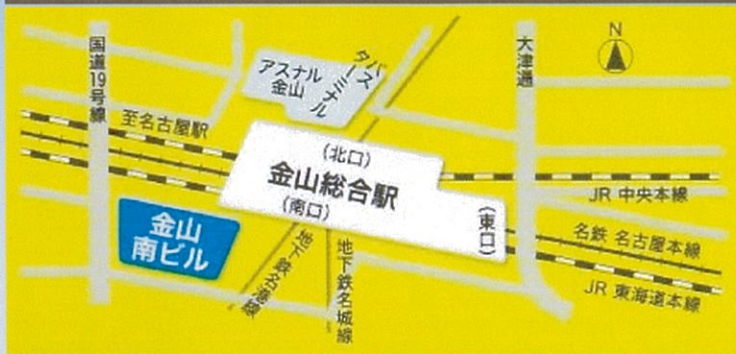 国道19号線
アスナル
金山
バス
ターミナル
大津通
N
至名古屋駅
(北口)
金山総合駅
(南口)
(東口)
JR 中央本線
名鉄 名古屋本線
JR 東海道本線
金山
南ビル
地下鉄名港線
地下鉄名城線